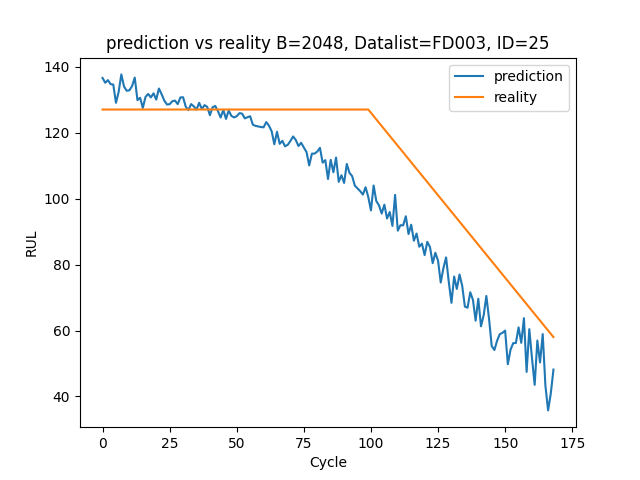 prediction vs reality B=2048, Datalist=FD003, ID=25
prediction
reality
RUL
140
120
100
80
60
40
0 25 50 75 100 125 150 175
Cycle